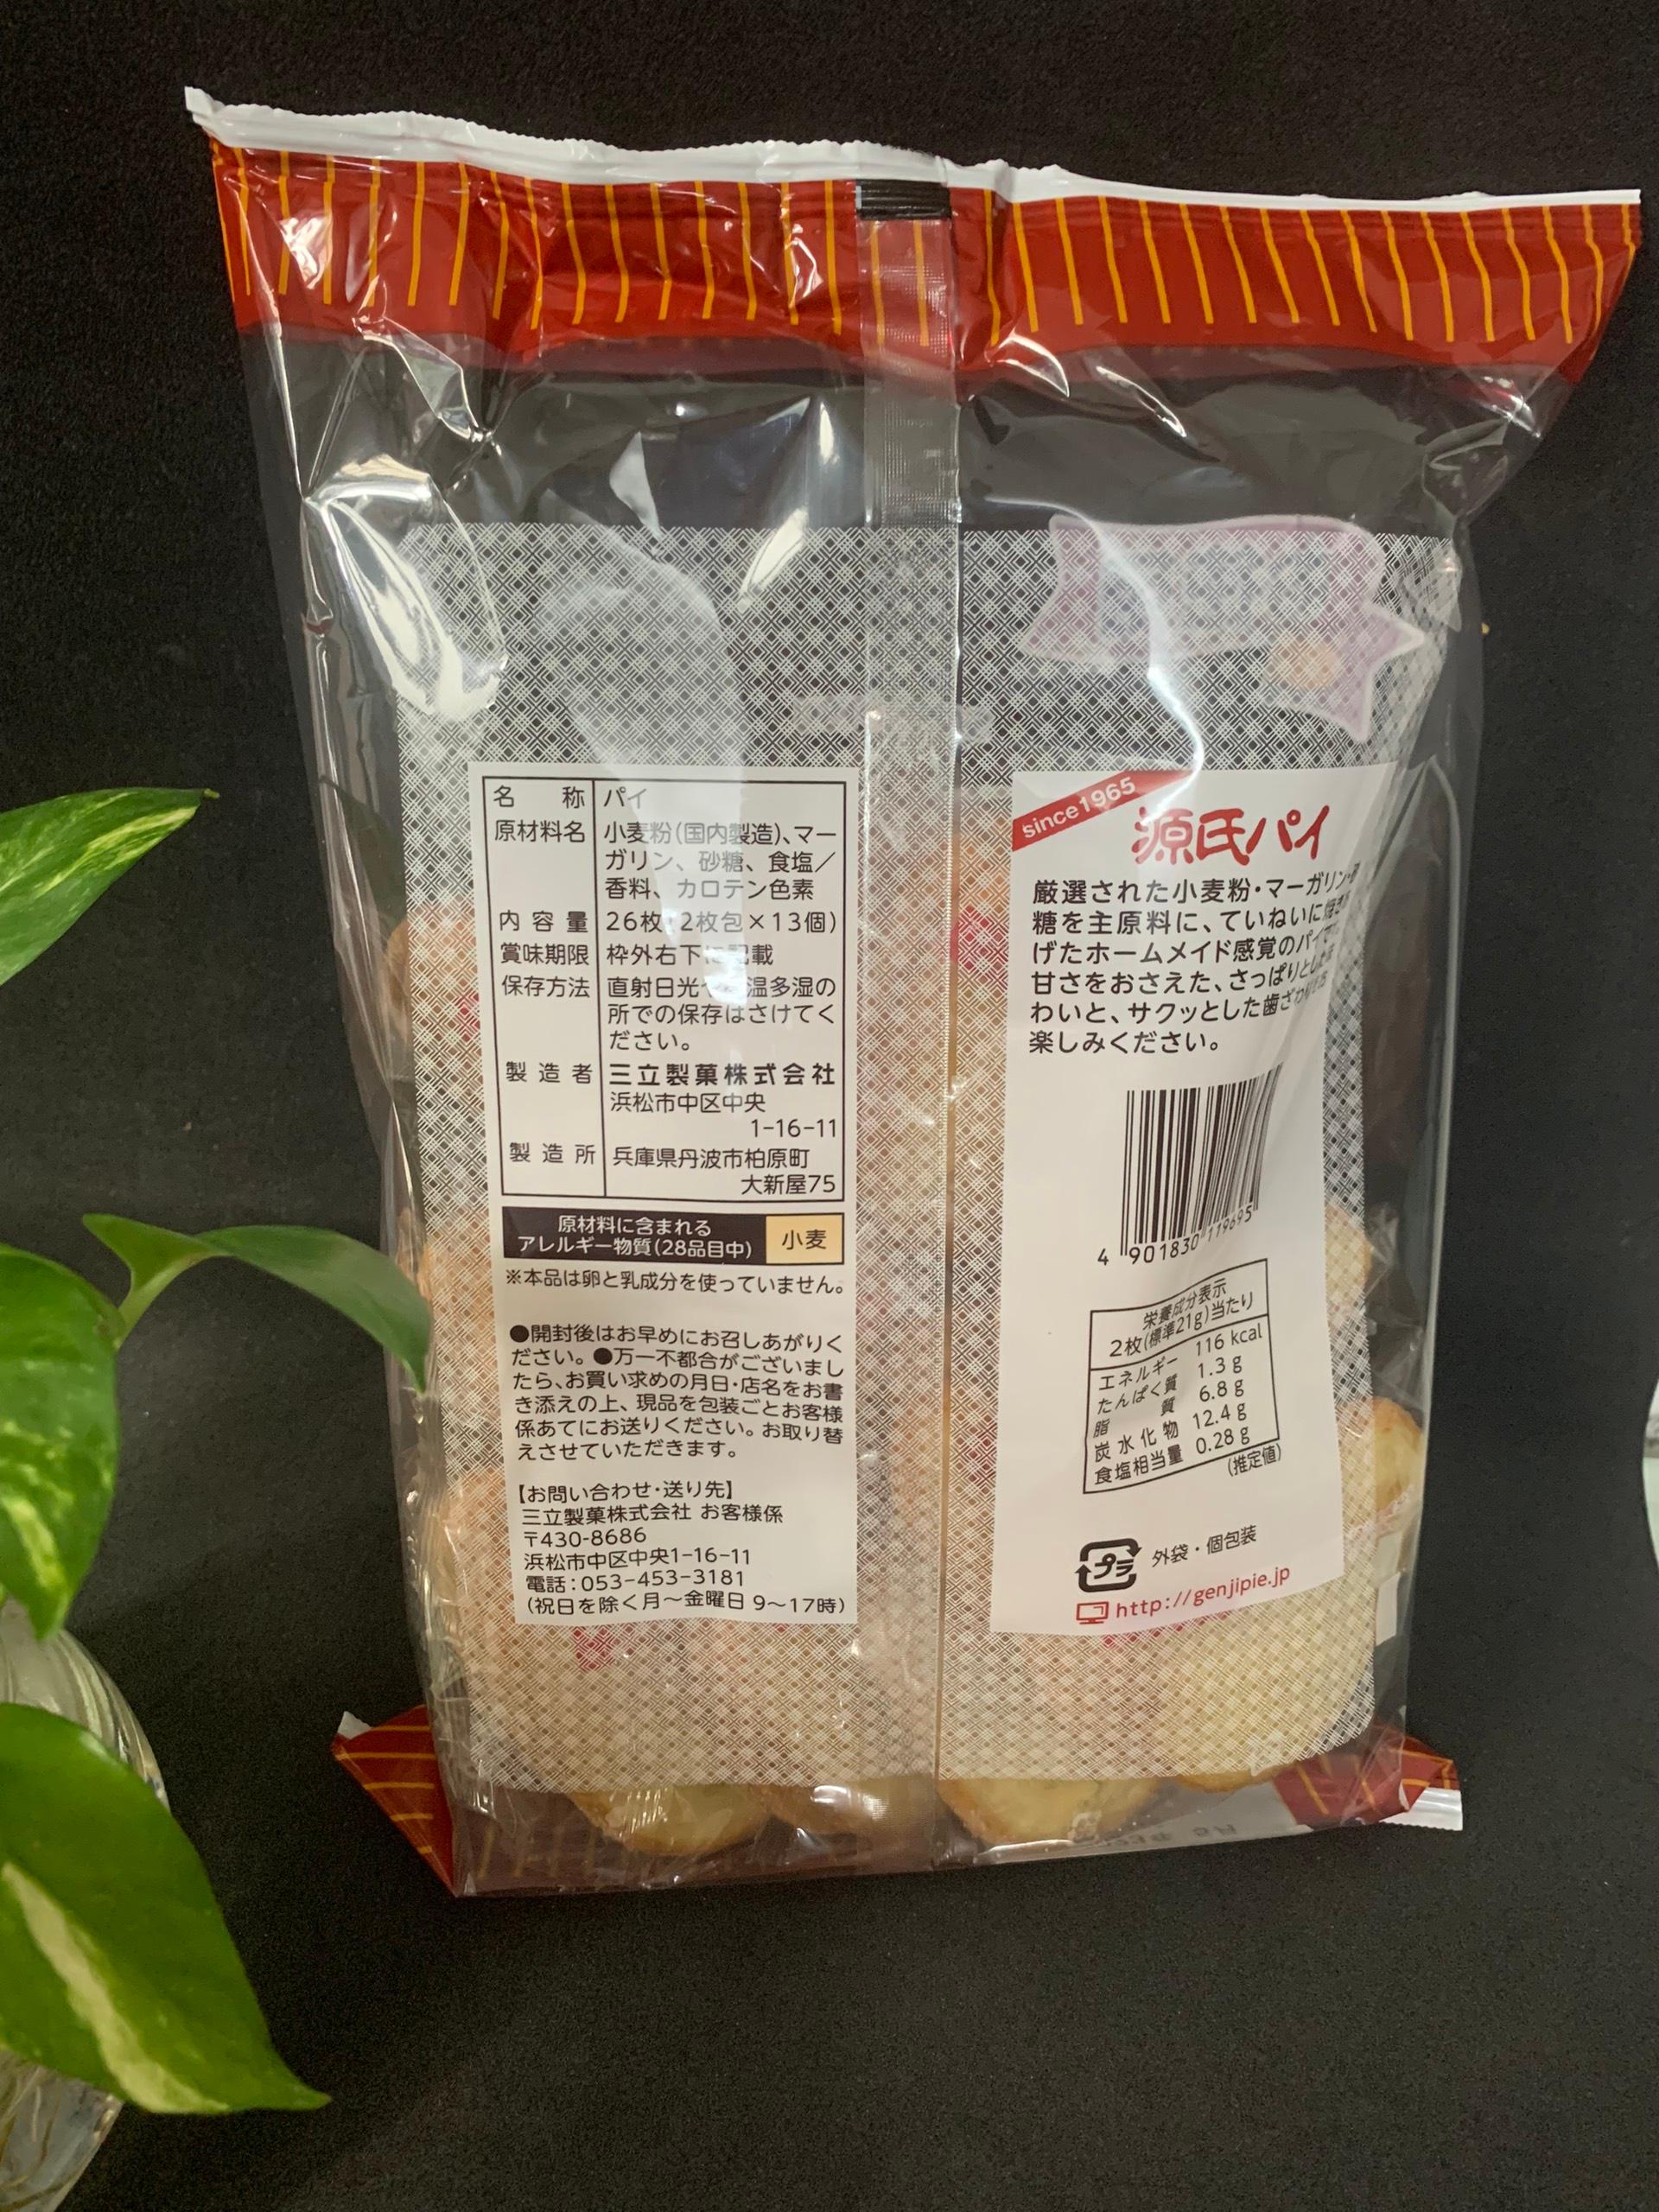 名称 パイ
原材料名 小麦粉(国内製造)、マー
ガリン、砂糖、食塩/
香料、カロテン色素
内容量 26枚(2枚包×13個)
賞味期限 枠外右下に記載
保存方法 直射日光や 温多湿の
所での保存はさけてく
ださい。
製造者 三立製菓株式会社
浜松市中区中央
1-16-11
製造所 兵庫県丹波市柏原町
大新屋75
原材料に含まれる
アレルギー物質(28品目中) 小麦
※本品は卵と乳成分を使っていません。
●開封後はお早めにお召しあがりく
ださい。●万一不都合がございまし
たら、お買い求めの月日・店名をお書
き添えの上、現品を包装ごとお客様
係あてにお送りください。お取り替
えさせていただきます。
【お問い合わせ・送り先】
三立製菓株式会社 お客様係
〒430-8686
浜松市中区中央1-16-11
電話:053-453-3181
(祝日を除く月~金曜日 9~17時)
since1965
源氏パイ
厳選された小麦粉・マーガリン・
糖を主原料に、ていねいに焼き
げたホームメイド感覚のパイで
甘さをおさえた、さっぱりとした
わいと、サクッとした歯ざわり
楽しみください。
4 901830 119695
栄養成分表示
2枚(標準21g)当たり
エネルギー 116 kcal
たんぱく質 1.3 g
脂質 6.8 g
炭水化物 12.4 g
食塩相当量 0.28 g
(推定値)
プラ 外袋・個包装
http://genjipie.jp